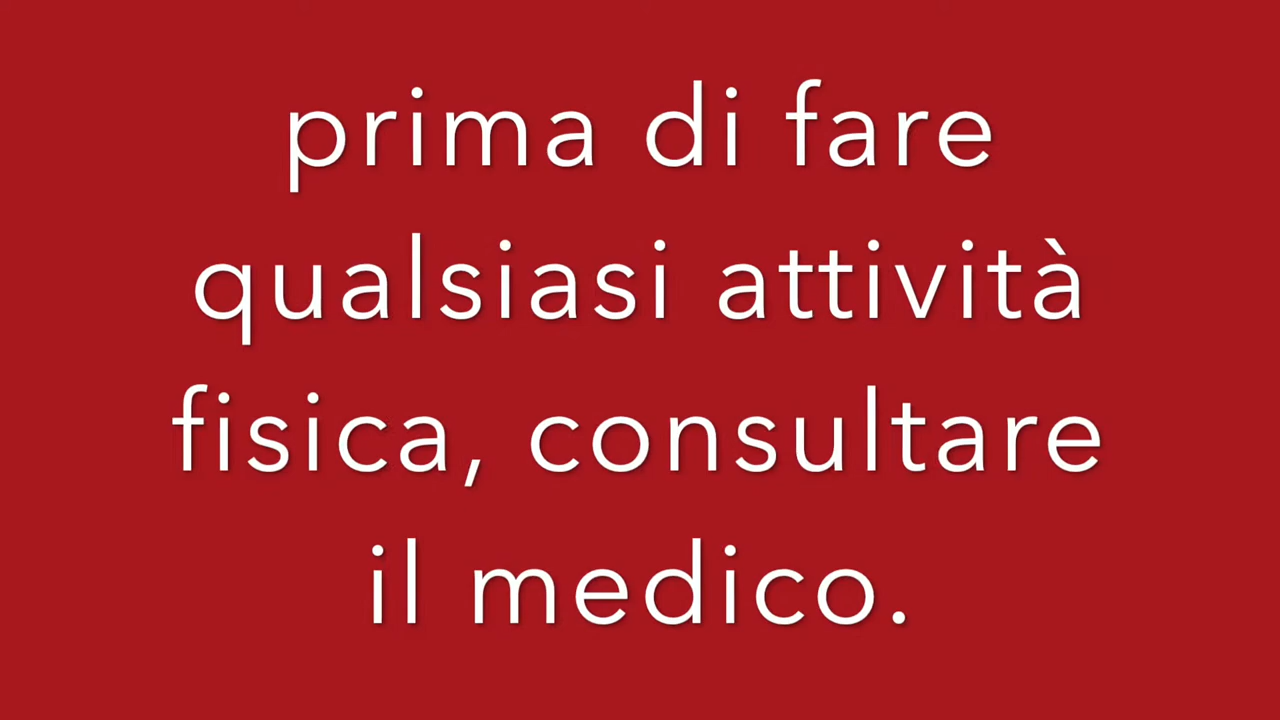 prima di fare
qualsiasi attività
fisica, consultare
il medico.